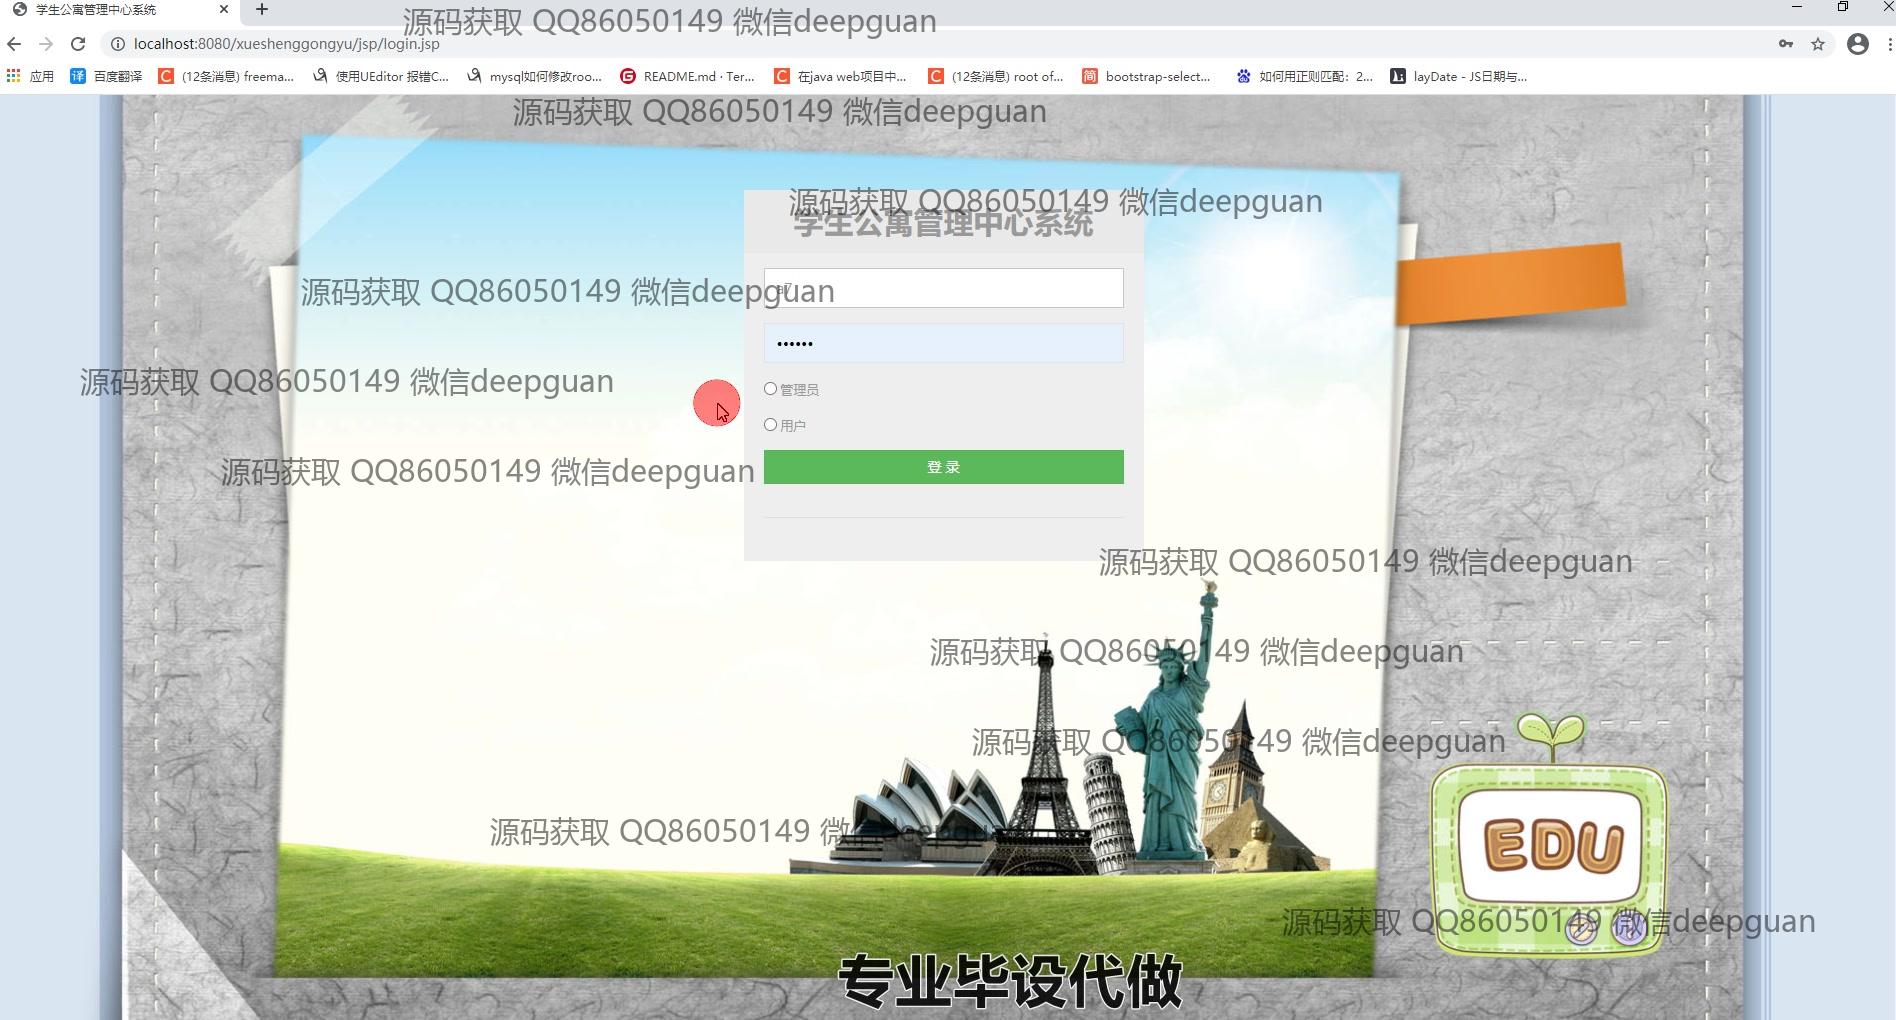 学生公寓管理中心系统
源码获取 QQ86050149 微信deepguan
localhost:8080/xueshenggongyu/jsp/login.jsp
应用 百度翻译 (12条消息) freema... 使用UEditor 报错C... mysql如何修改roo... README.md · Ter... 在java web项目中... (12条消息) root of... bootstrap-select... 如何用正则匹配：2... layDate - JS日期与...
源码获取 QQ86050149 微信deepguan
源码获取 QQ86050149 微信deepguan
学生公寓管理中心系统
源码获取 QQ86050149 微信deepguan
源码获取 QQ86050149 微信deepguan
管理员
用户
登 录
源码获取 QQ86050149 微信deepguan
源码获取 QQ86050149 微信deepguan
源码获取 QQ86050149 微信deepguan
源码获取 QQ86050149 微信deepguan
源码获取 QQ86050149 微信deepguan
EDU
源码获取 QQ86050149 微信deepguan
专业毕设代做